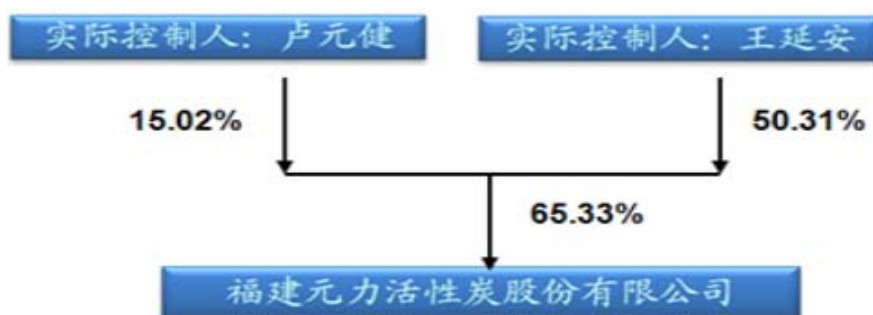 实际控制人：卢元健
实际控制人：王延安
15.02%
50.31%
65.33%
福建元力活性炭股份有限公司